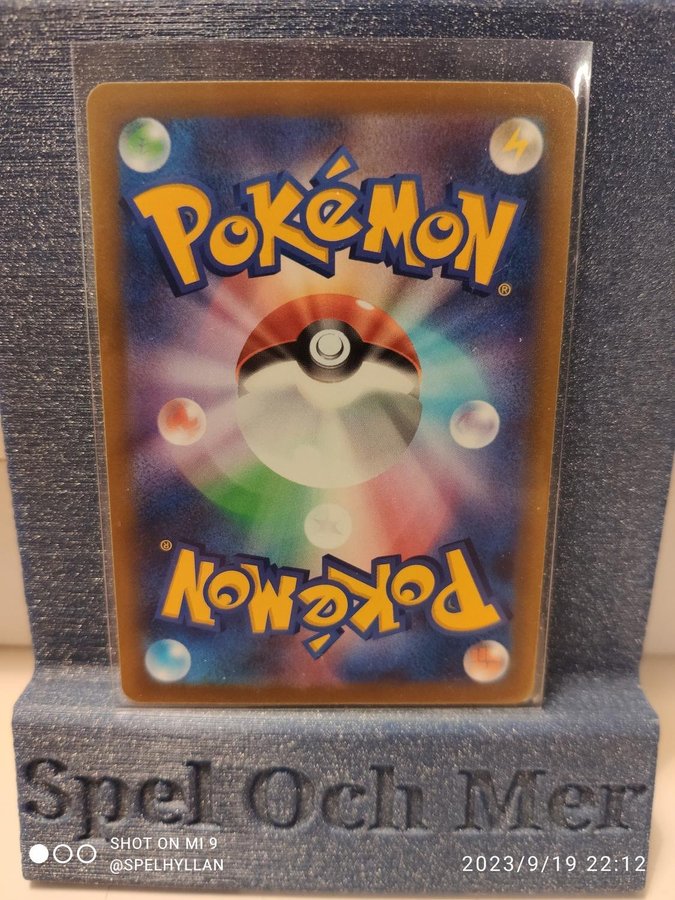 POKéMON
®
®
POKéMON
Spel Och Mer
SHOT ON MI 9
@SPELHYLLAN
2023/9/19 22:12